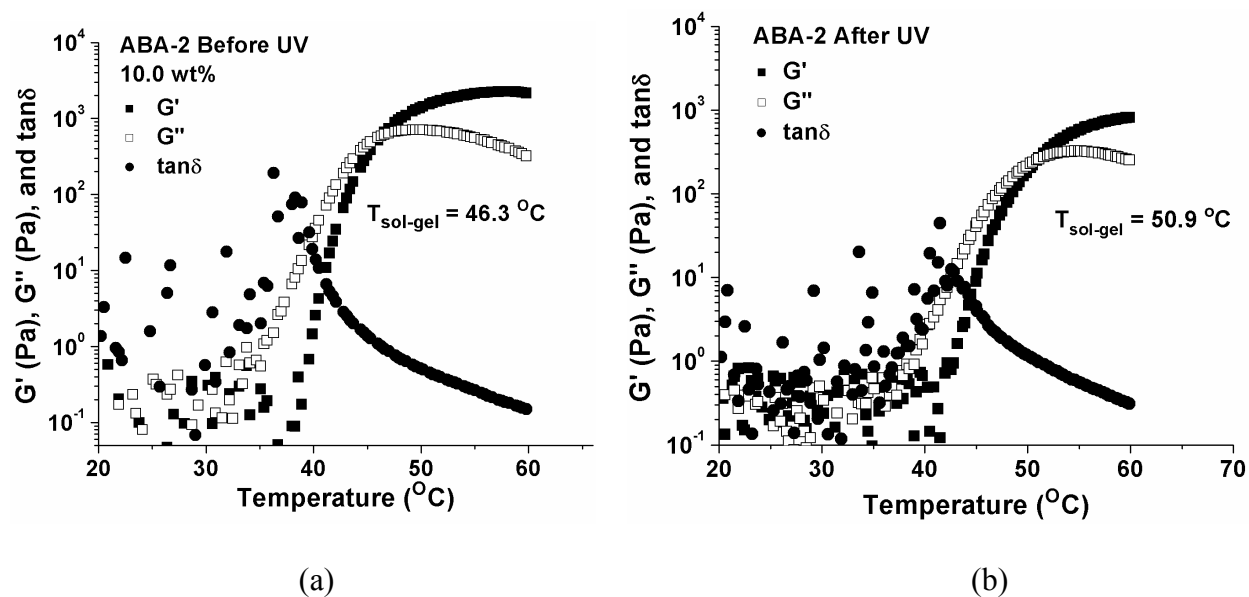 ABA-2 Before UV
10.0 wt%
G'
G''
tanδ
T_sol-gel = 46.3 °C
G' (Pa), G'' (Pa), and tanδ
10⁴
10³
10²
10¹
10⁰
10⁻¹
20 30 40 50 60
Temperature (°C)
(a)
ABA-2 After UV
G'
G''
tanδ
T_sol-gel = 50.9 °C
G' (Pa), G'' (Pa), and tanδ
10⁴
10³
10²
10¹
10⁰
10⁻¹
20 30 40 50 60 70
Temperature (°C)
(b)